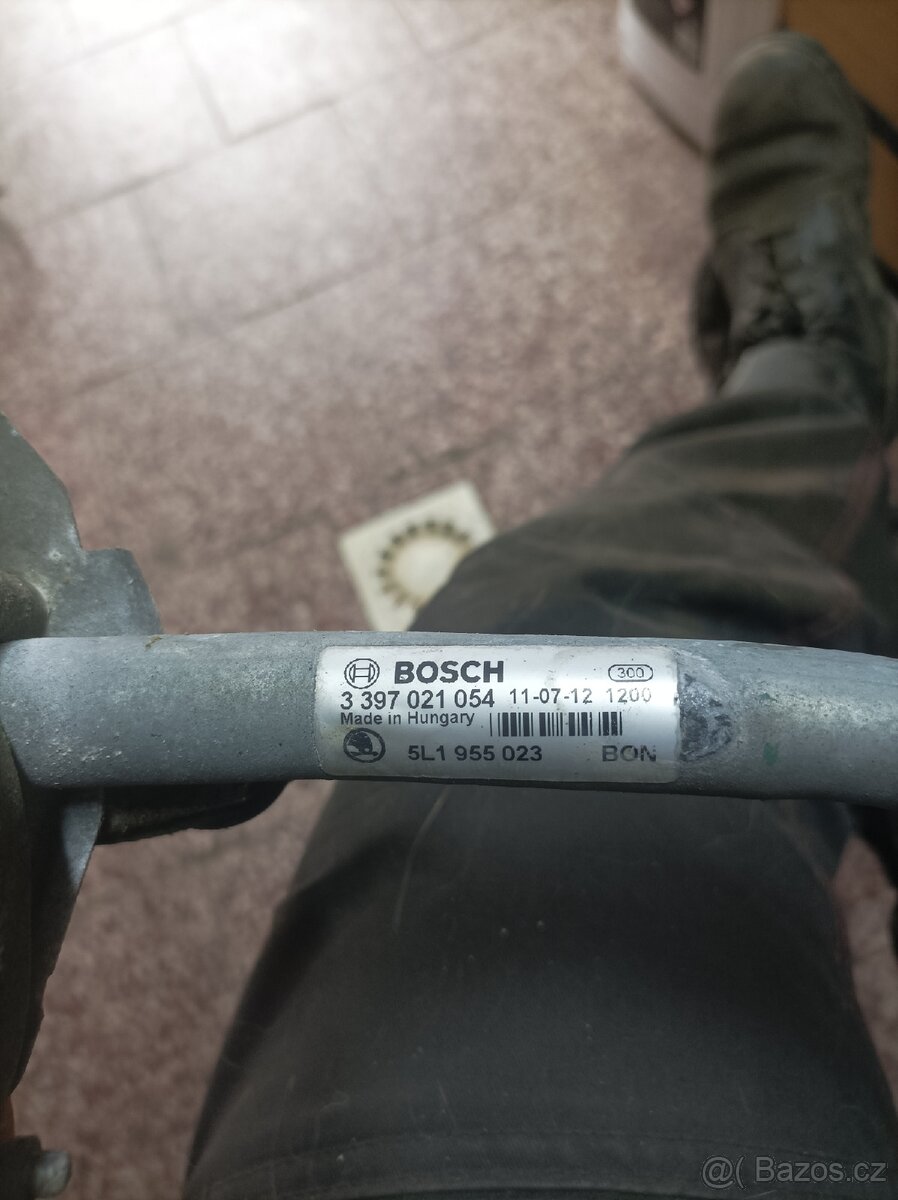 BOSCH 300
3 397 021 054 11-07-12 1200
Made in Hungary
5L1 955 023 BON
@( Bazos.cz